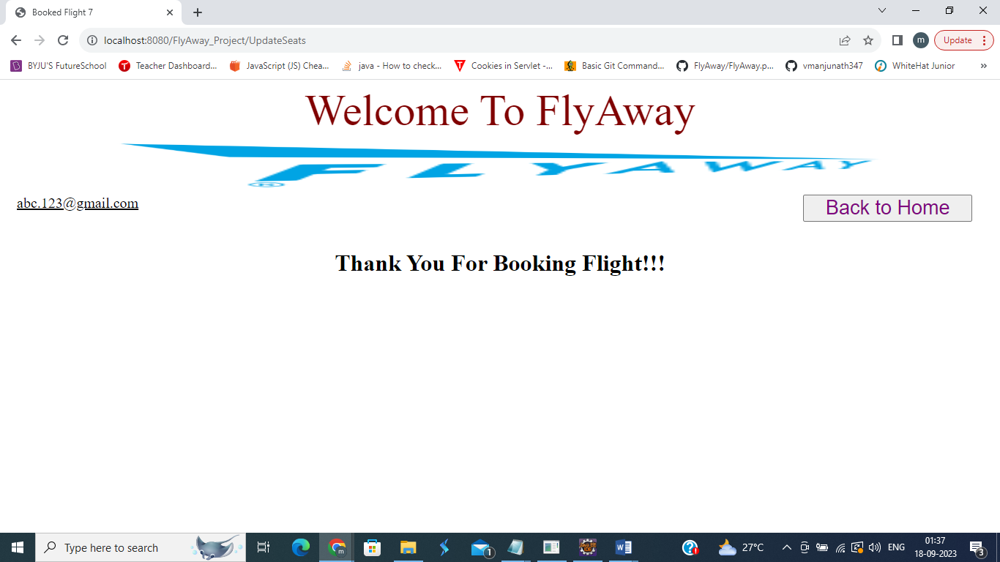 Booked Flight 7
localhost:8080/FlyAway_Project/UpdateSeats
m
Update
BYJU'S FutureSchool
Teacher Dashboard...
JavaScript (JS) Chea...
java - How to check...
Cookies in Servlet -...
Basic Git Command...
FlyAway/FlyAway.p...
vmanjunath347
WhiteHat Junior
»
Welcome To FlyAway
FLYAWAY
®
abc.123@gmail.com
Back to Home
Thank You For Booking Flight!!!
Type here to search
m
1
27°C
ENG
01:37
18-09-2023
3